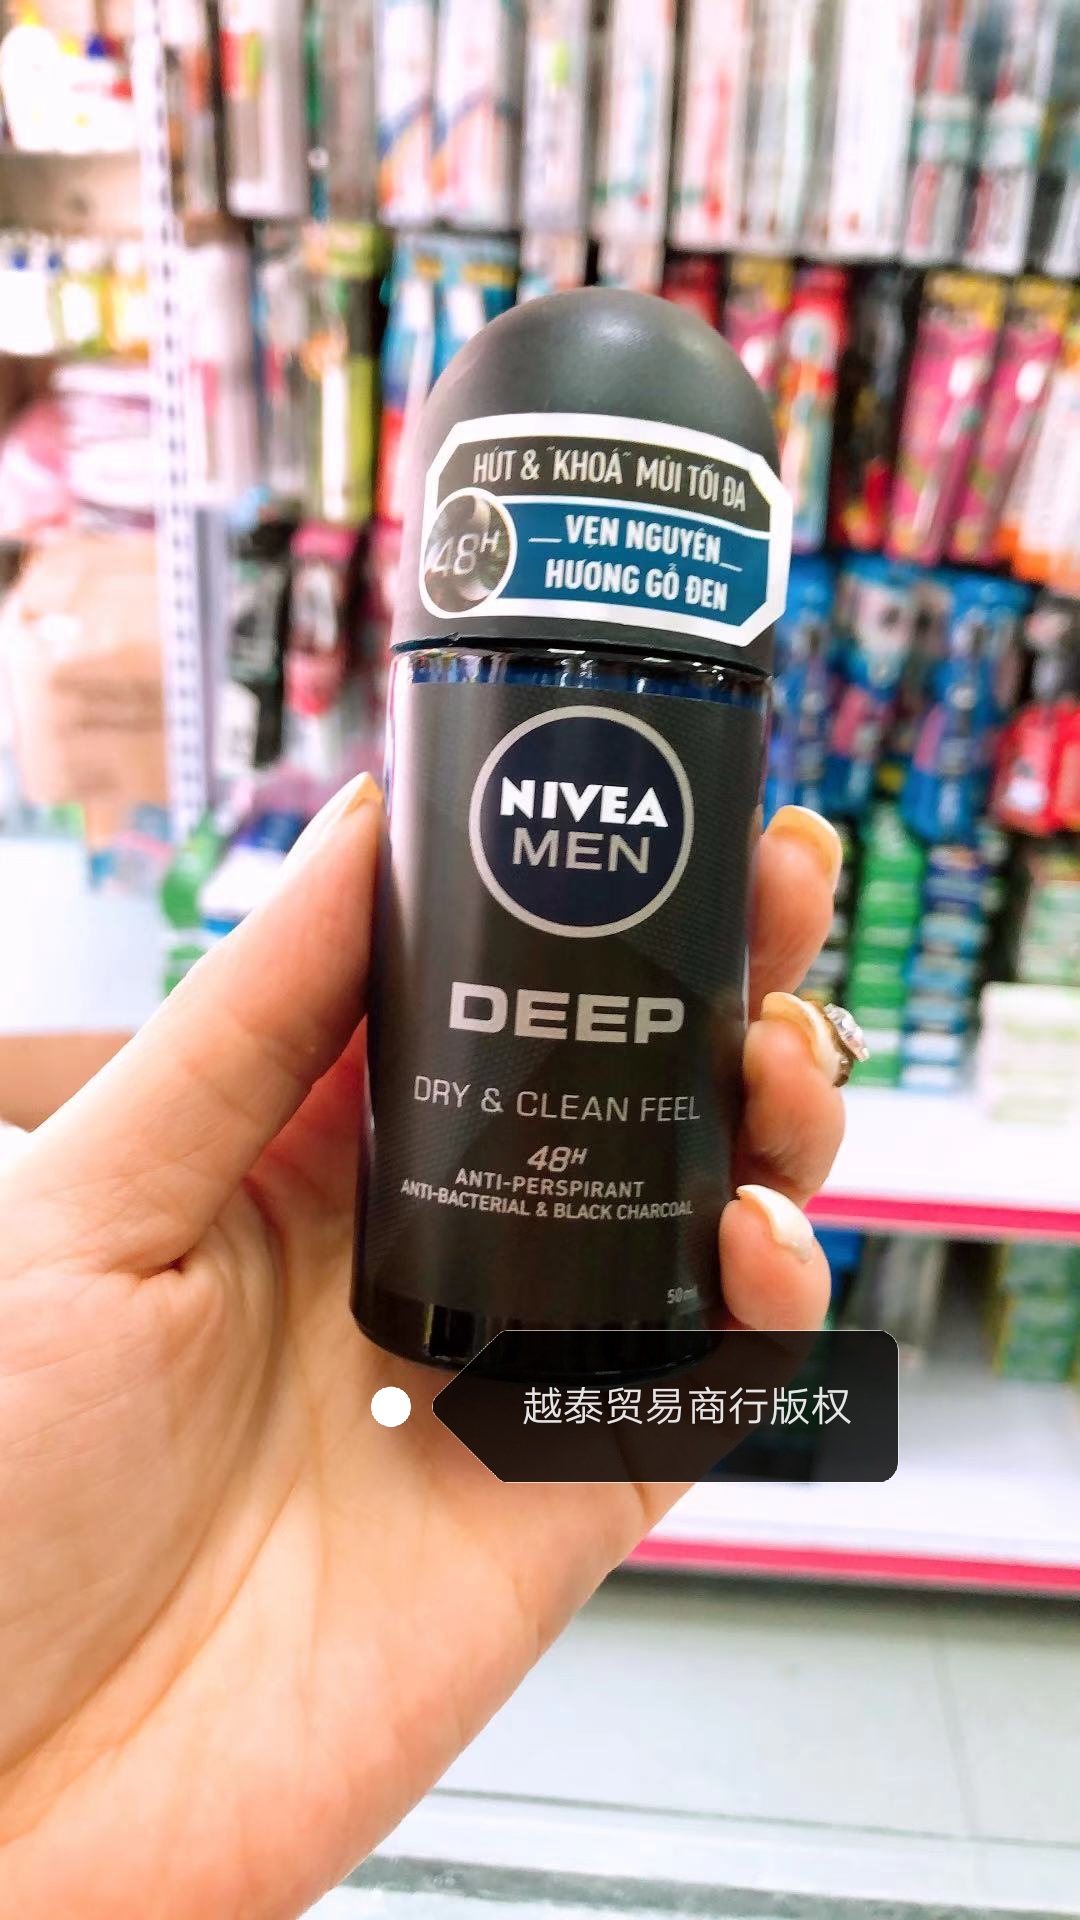 HÚT & "KHOÁ" MÙI TỐI ĐA
48H
VẸN NGUYÊN
HƯƠNG GỖ ĐEN
NIVEA
MEN
DEEP
DRY & CLEAN FEEL
48H
ANTI-PERSPIRANT
ANTI-BACTERIAL & BLACK CHARCOAL
50ml
越泰贸易商行版权